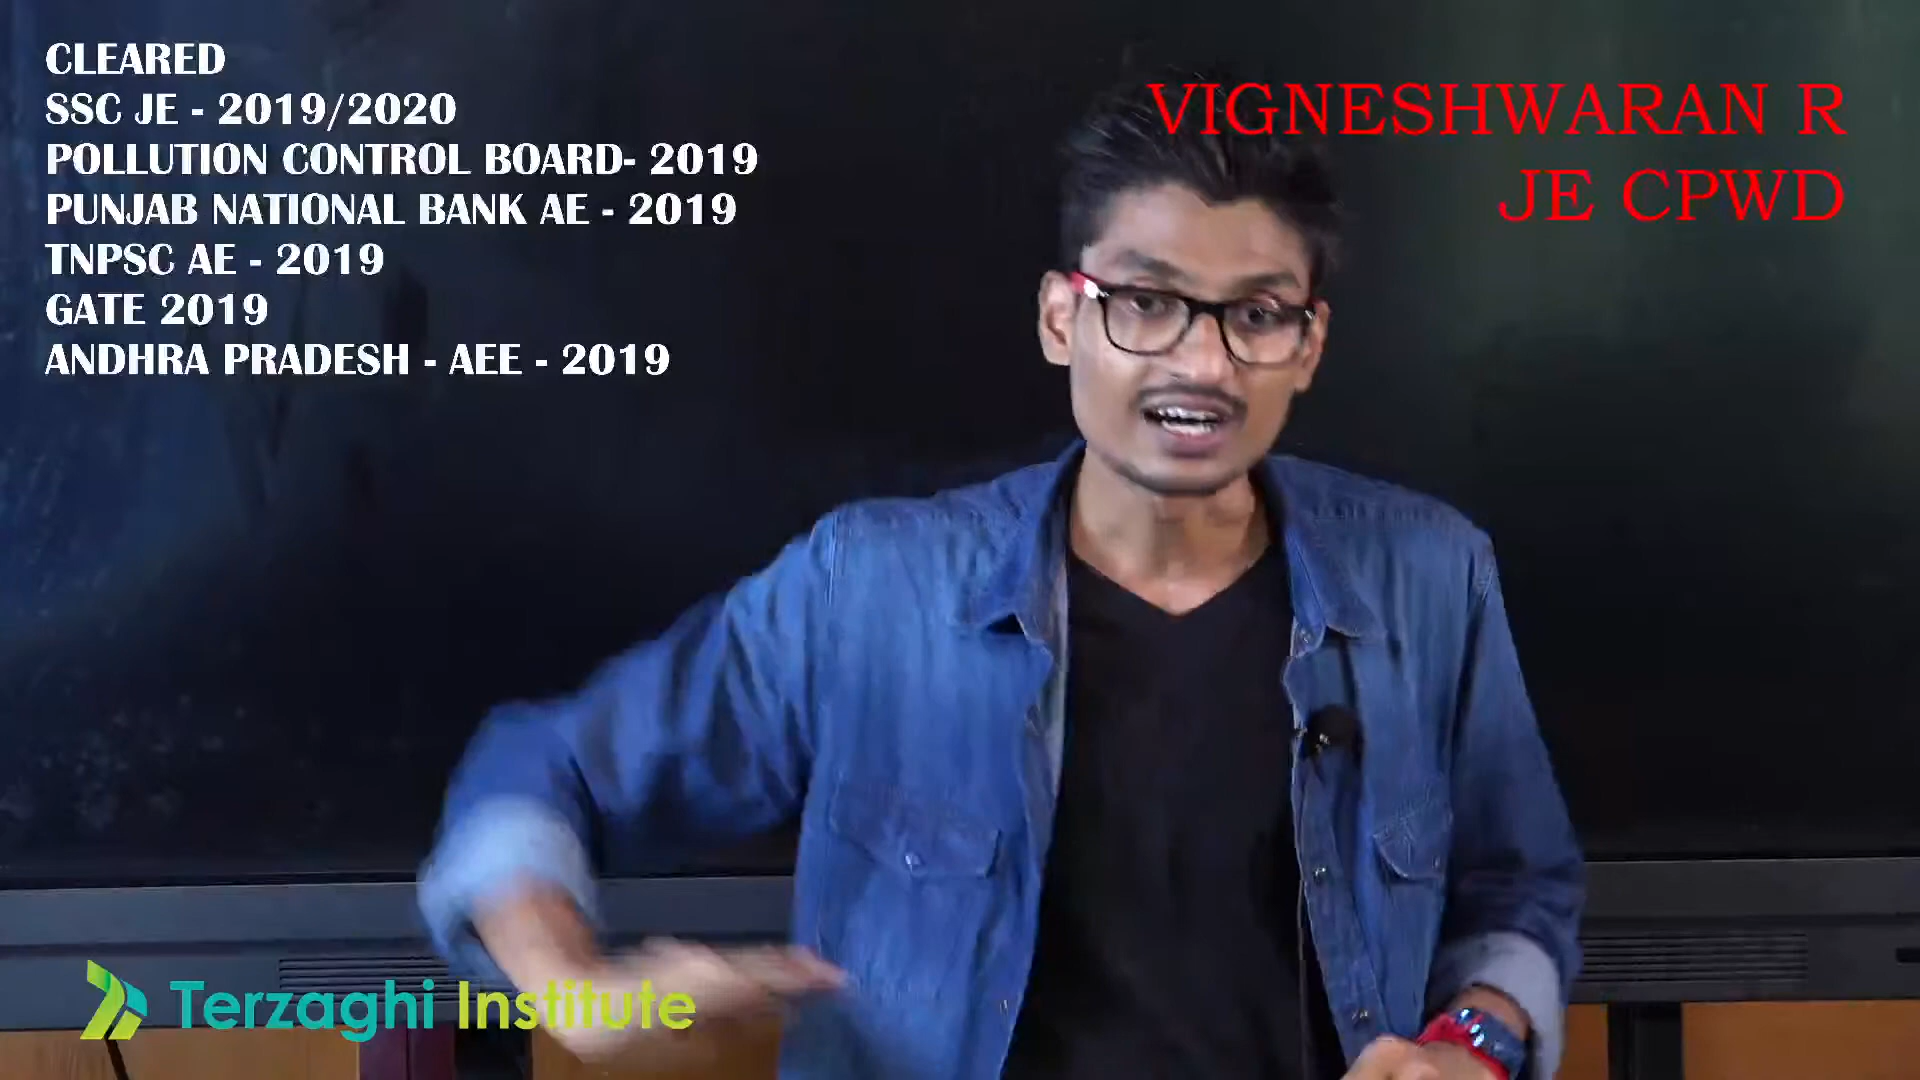 CLEARED
SSC JE - 2019/2020
POLLUTION CONTROL BOARD- 2019
PUNJAB NATIONAL BANK AE - 2019
TNPSC AE - 2019
GATE 2019
ANDHRA PRADESH - AEE - 2019
VIGNESHWARAN R
JE CPWD
Terzaghi Institute